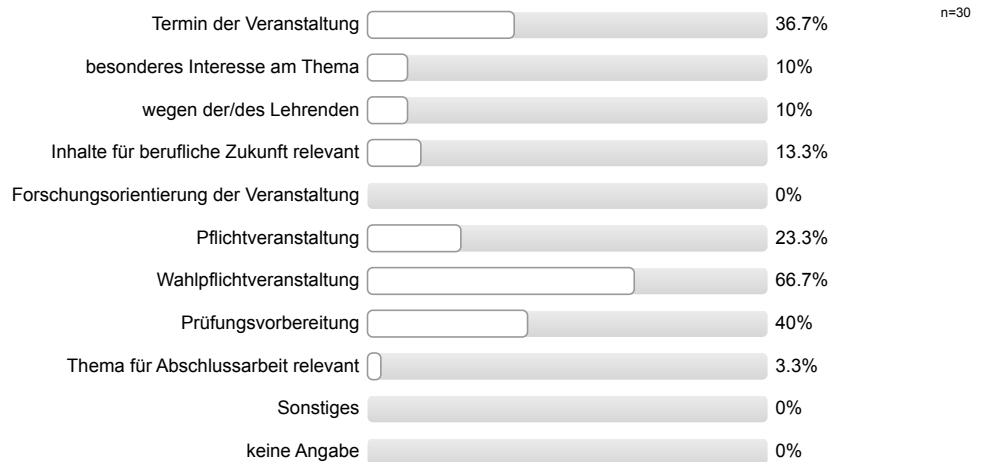 Termin der Veranstaltung 36.7% n=30
besonderes Interesse am Thema 10%
wegen der/des Lehrenden 10%
Inhalte für berufliche Zukunft relevant 13.3%
Forschungsorientierung der Veranstaltung 0%
Pflichtveranstaltung 23.3%
Wahlpflichtveranstaltung 66.7%
Prüfungsvorbereitung 40%
Thema für Abschlussarbeit relevant 3.3%
Sonstiges 0%
keine Angabe 0%